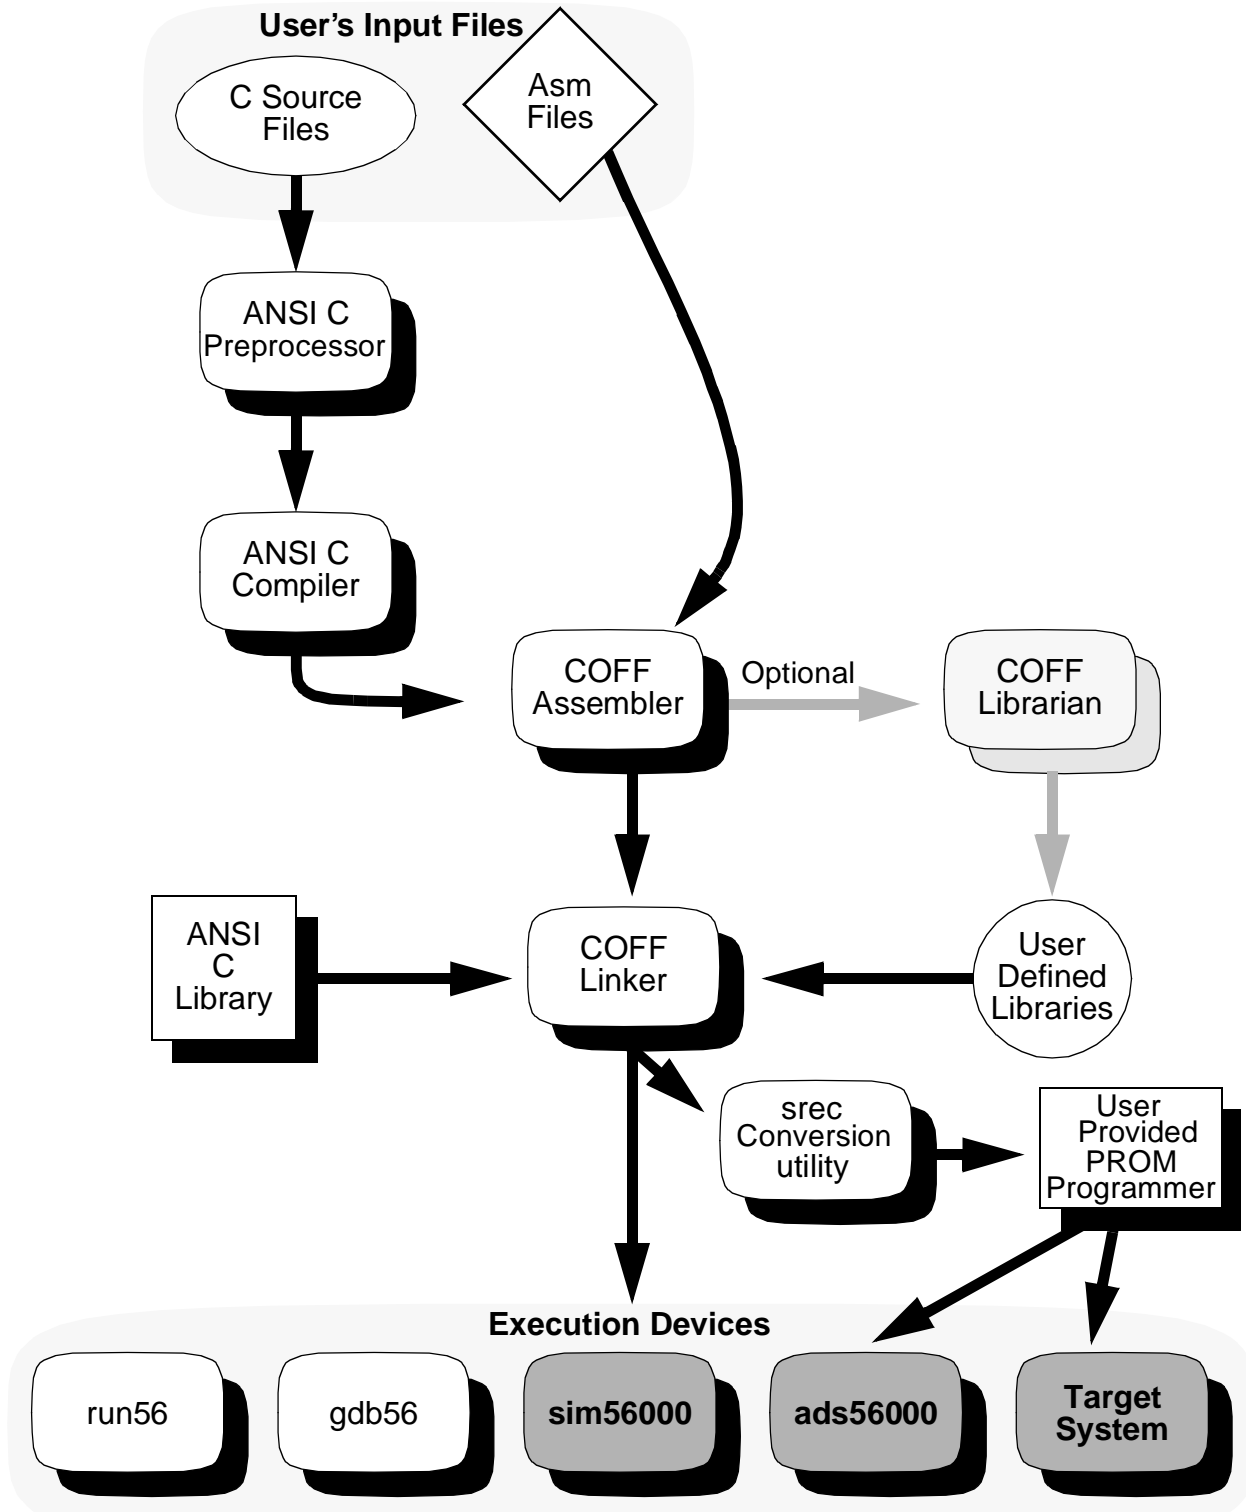 User’s Input Files
C Source
Files
Asm
Files
ANSI C
Preprocessor
ANSI C
Compiler
COFF
Assembler
Optional
COFF
Librarian
ANSI
C
Library
COFF
Linker
User
Defined
Libraries
srec
Conversion
utility
User
Provided
PROM
Programmer
Execution Devices
run56
gdb56
sim56000
ads56000
Target
System